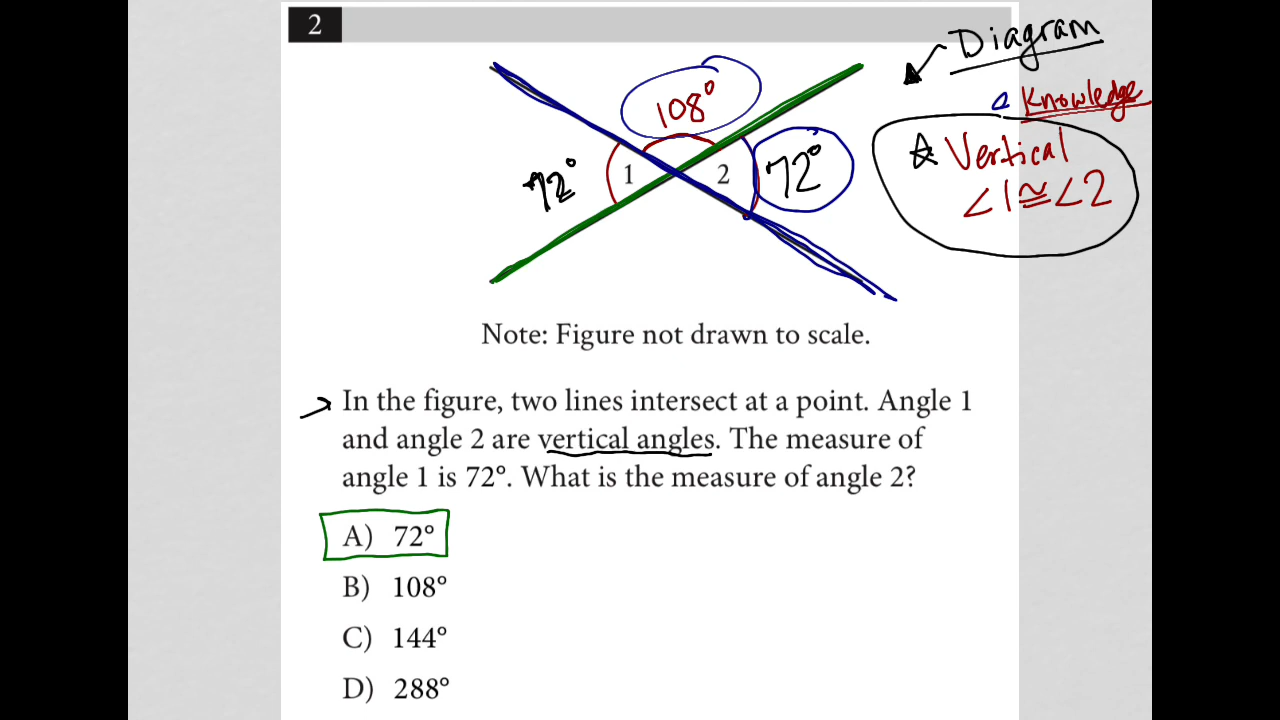 2
Diagram
Knowledge
108°
Vertical
∠1≅∠2
72°
1
2
72°
Note: Figure not drawn to scale.
In the figure, two lines intersect at a point. Angle 1
and angle 2 are vertical angles. The measure of
angle 1 is 72°. What is the measure of angle 2?
A) 72°
B) 108°
C) 144°
D) 288°